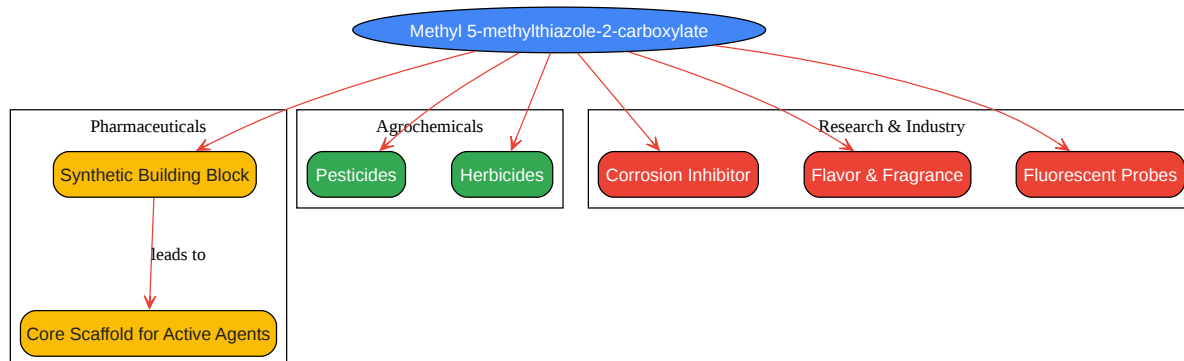 Methyl 5-methylthiazole-2-carboxylate
Pharmaceuticals
Agrochemicals
Research & Industry
Synthetic Building Block
Pesticides
Herbicides
Corrosion Inhibitor
Flavor & Fragrance
Fluorescent Probes
leads to
Core Scaffold for Active Agents